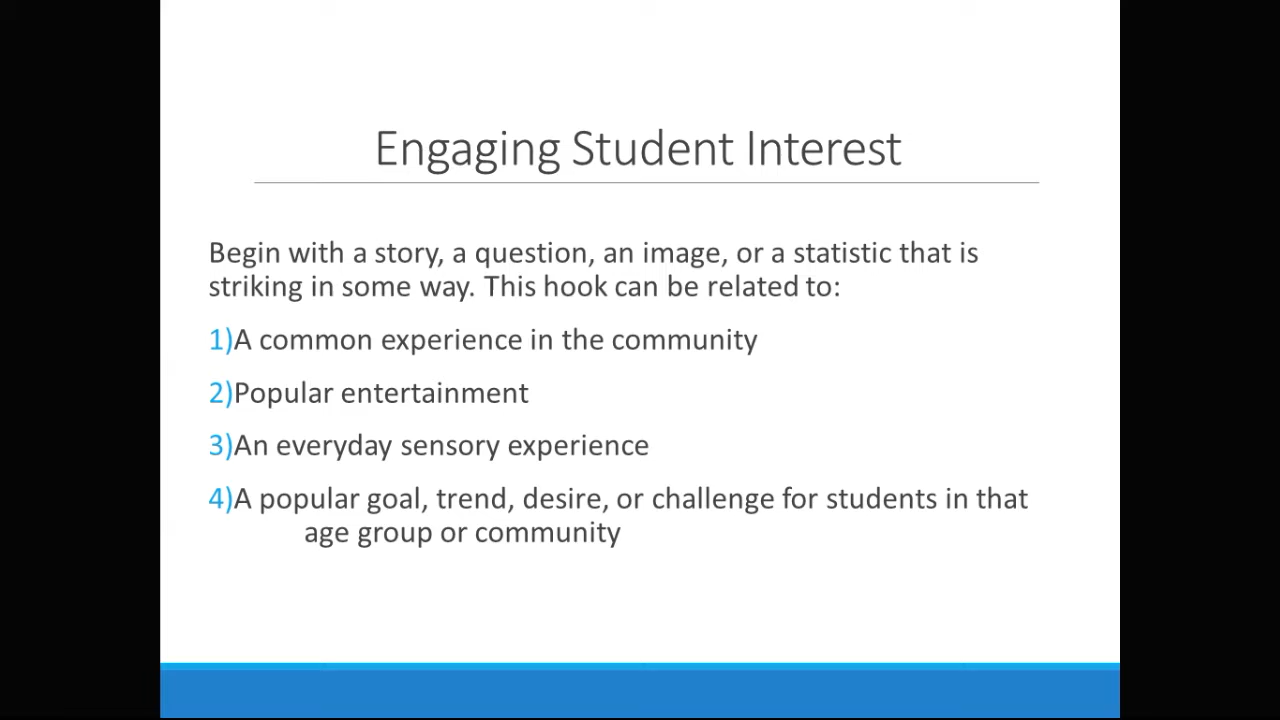 Engaging Student Interest
Begin with a story, a question, an image, or a statistic that is
striking in some way. This hook can be related to:
1)A common experience in the community
2)Popular entertainment
3)An everyday sensory experience
4)A popular goal, trend, desire, or challenge for students in that
age group or community